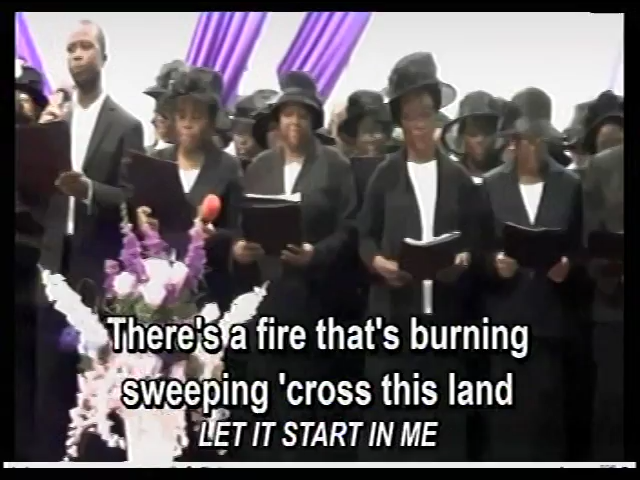 There's a fire that's burning
sweeping 'cross this land
LET IT START IN ME